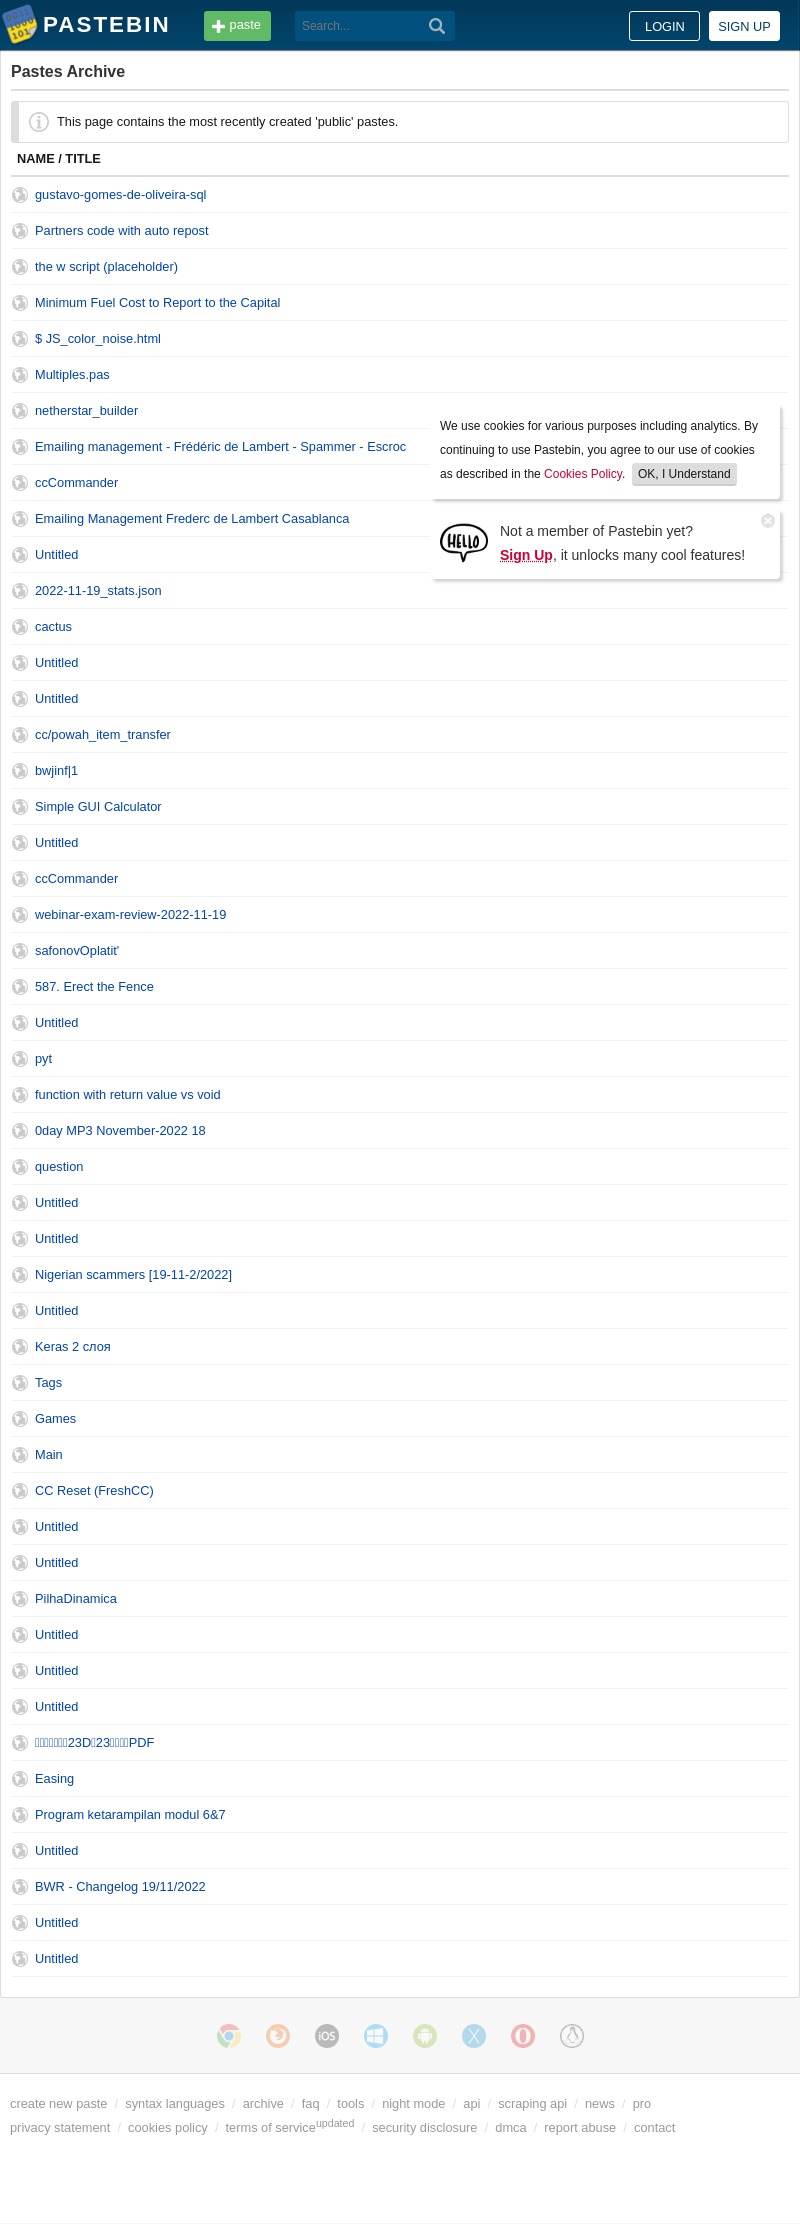 PASTEBIN
paste
Search...
LOGIN
SIGN UP
Pastes Archive
This page contains the most recently created 'public' pastes.
NAME / TITLE
gustavo-gomes-de-oliveira-sql
Partners code with auto repost
the w script (placeholder)
Minimum Fuel Cost to Report to the Capital
$ JS_color_noise.html
Multiples.pas
netherstar_builder
Emailing management - Frédéric de Lambert - Spammer - Escroc
ccCommander
Emailing Management Frederc de Lambert Casablanca
Untitled
We use cookies for various purposes including analytics. By
continuing to use Pastebin, you agree to our use of cookies
as described in the Cookies Policy. OK, I Understand
HELLO
Not a member of Pastebin yet?
Sign Up, it unlocks many cool features!
2022-11-19_stats.json
cactus
Untitled
Untitled
cc/powah_item_transfer
bwjinf|1
Simple GUI Calculator
Untitled
ccCommander
webinar-exam-review-2022-11-19
safonovOplatit'
587. Erect the Fence
Untitled
pyt
function with return value vs void
0day MP3 November-2022 18
question
Untitled
Untitled
Nigerian scammers [19-11-2/2022]
Untitled
Keras 2 слоя
Tags
Games
Main
CC Reset (FreshCC)
Untitled
Untitled
PilhaDinamica
Untitled
Untitled
Untitled
23D 23 PDF
Easing
Program ketarampilan modul 6&7
Untitled
BWR - Changelog 19/11/2022
Untitled
Untitled
iOS
create new paste / syntax languages / archive / faq / tools / night mode / api / scraping api / news / pro
privacy statement / cookies policy / terms of service updated / security disclosure / dmca / report abuse / contact